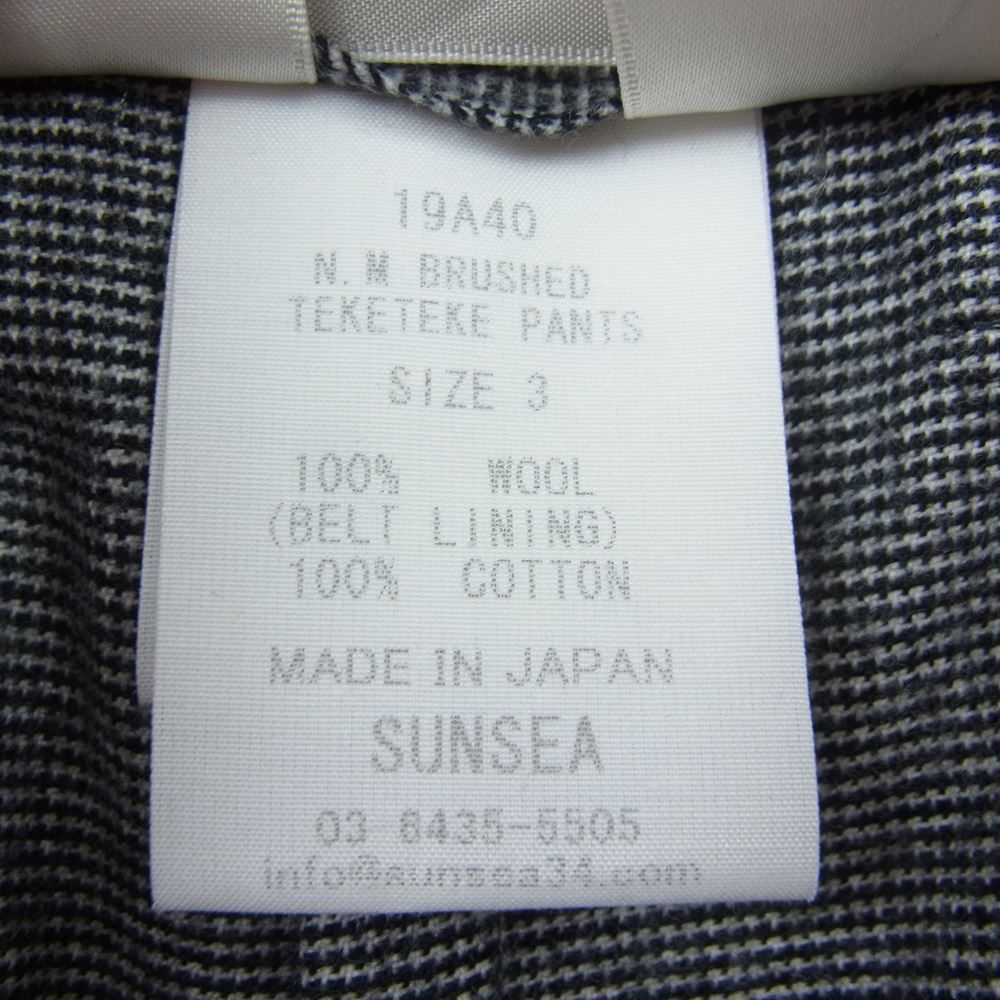 19A40
N.M BRUSHED
TEKETEKE PANTS
SIZE 3
100% WOOL
(BELT LINING)
100% COTTON
MADE IN JAPAN
SUNSEA
03 6435-5505
info@sunsea34.com